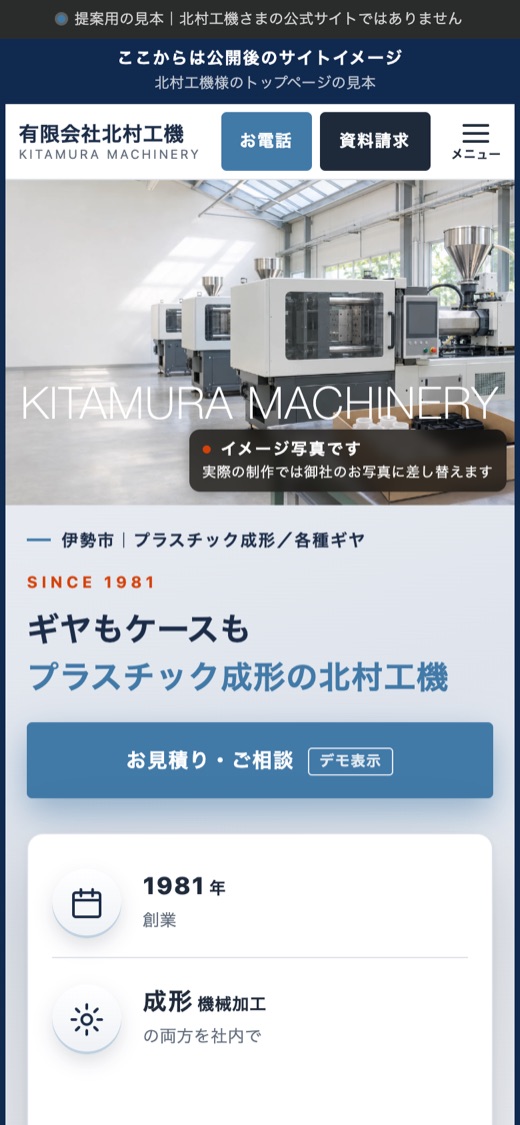 提案用の見本｜北村工機さまの公式サイトではありません
ここからは公開後のサイトイメージ
北村工機様のトップページの見本
有限会社北村工機
KITAMURA MACHINERY
お電話
資料請求
メニュー
KITAMURA MACHINERY
イメージ写真です
実際の制作では御社のお写真に差し替えます
伊勢市｜プラスチック成形／各種ギヤ
SINCE 1981
ギヤもケースも
プラスチック成形の北村工機
お見積り・ご相談 デモ表示
1981年
創業
成形 機械加工
の両方を社内で